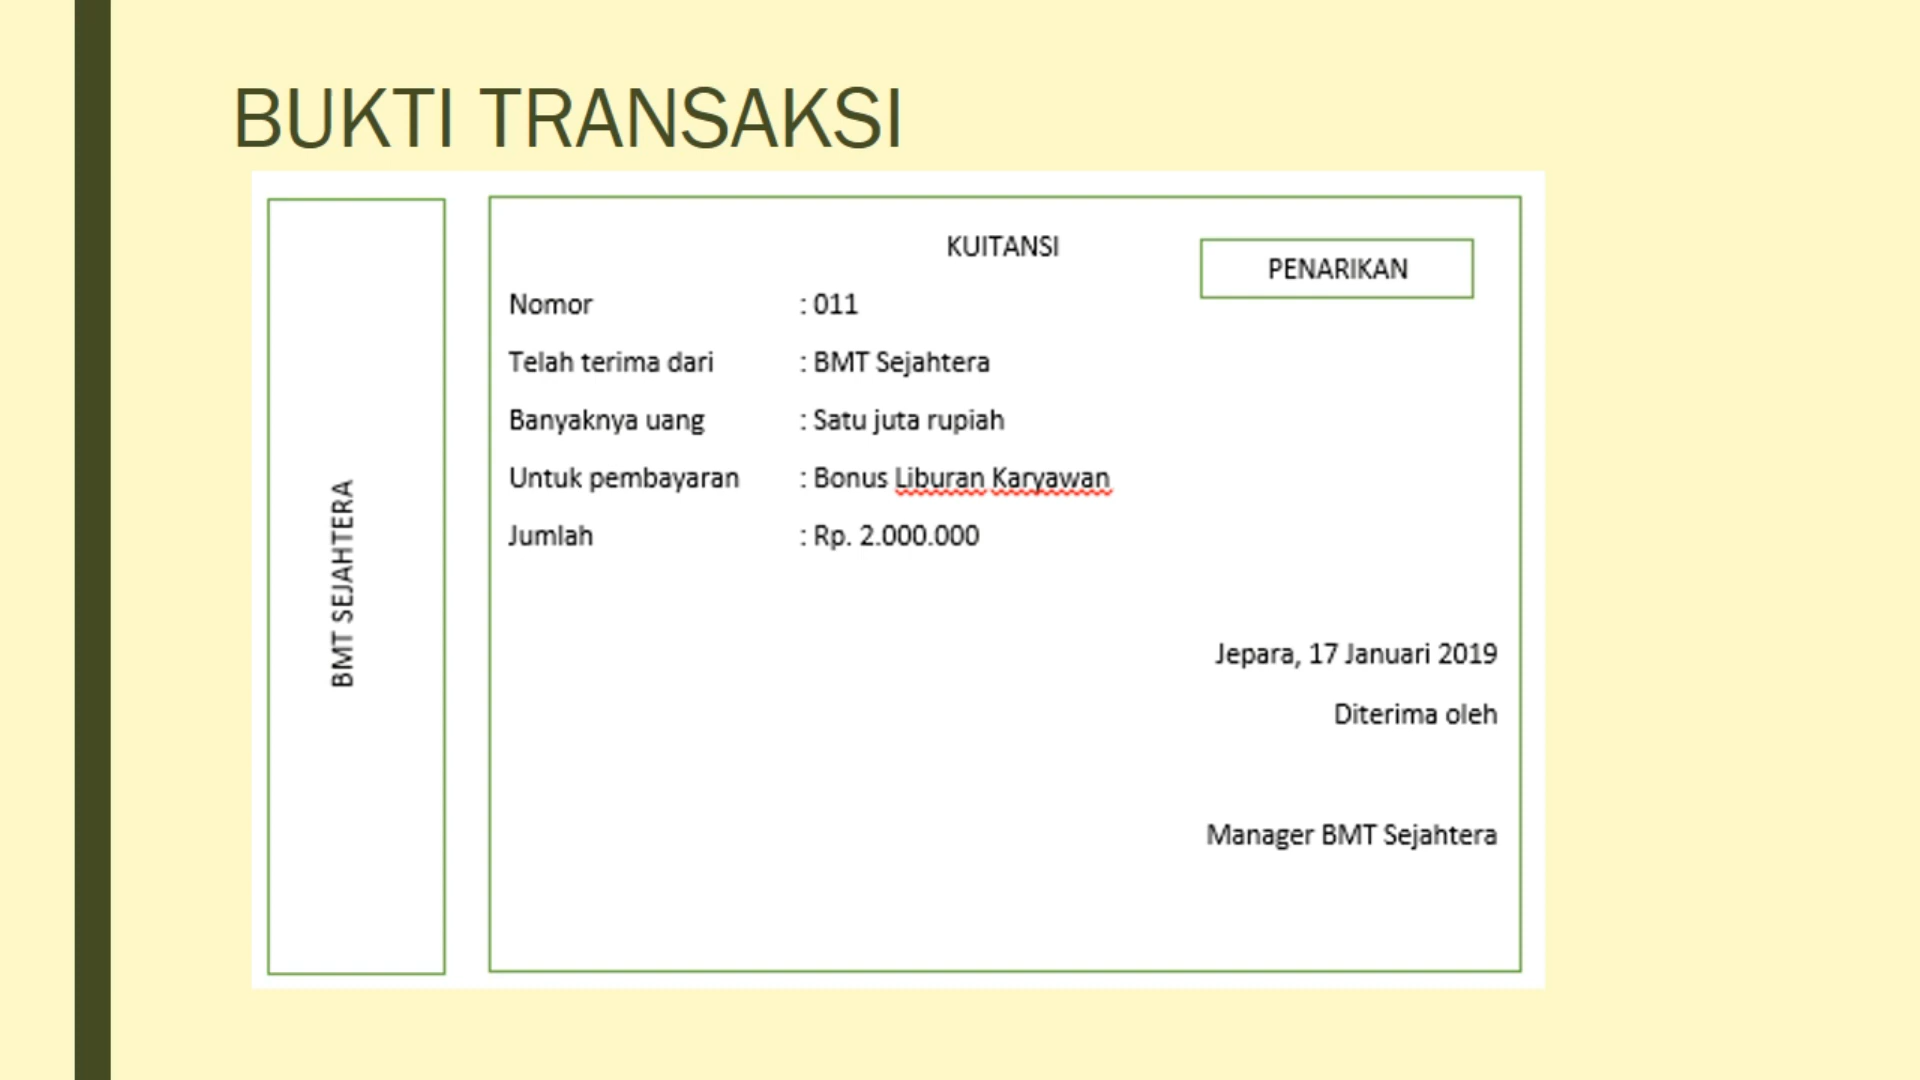 BUKTI TRANSAKSI
BMT SEJAHTERA
KUITANSI
PENARIKAN
Nomor : 011
Telah terima dari : BMT Sejahtera
Banyaknya uang : Satu juta rupiah
Untuk pembayaran : Bonus Liburan Karyawan
Jumlah : Rp. 2.000.000
Jepara, 17 Januari 2019
Diterima oleh
Manager BMT Sejahtera